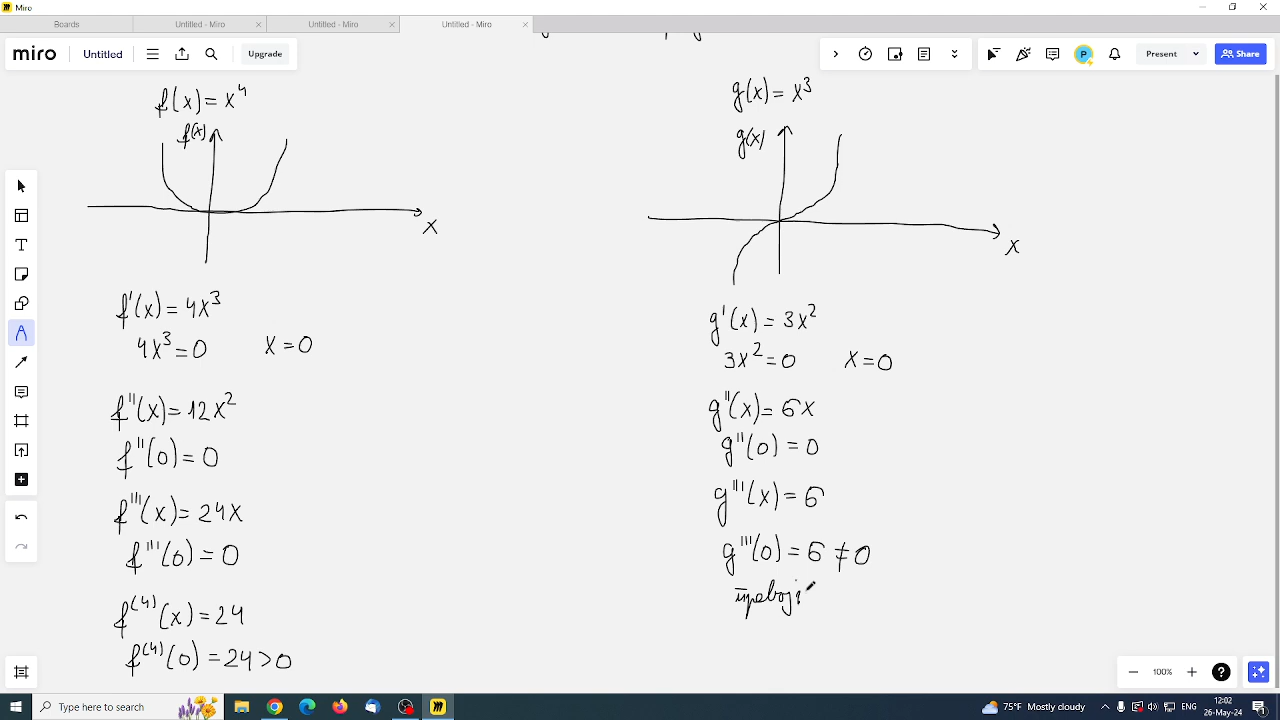 Miro
Boards
Untitled - Miro
Untitled - Miro
Untitled - Miro
miro Untitled Upgrade
P Present Share
f(x) = x⁴
f(x)
x
f'(x) = 4x³
4x³ = 0 x = 0
f''(x) = 12x²
f''(0) = 0
f'''(x) = 24x
f'''(0) = 0
f⁽⁴⁾(x) = 24
f⁽⁴⁾(0) = 24 > 0
g(x) = x³
g(x)
x
g'(x) = 3x²
3x² = 0 x = 0
g''(x) = 6x
g''(0) = 0
g'''(x) = 6
g'''(0) = 6 ≠ 0
превој
100%
Type here to search
75°F Mostly cloudy
ENG
12:02
26-May-24